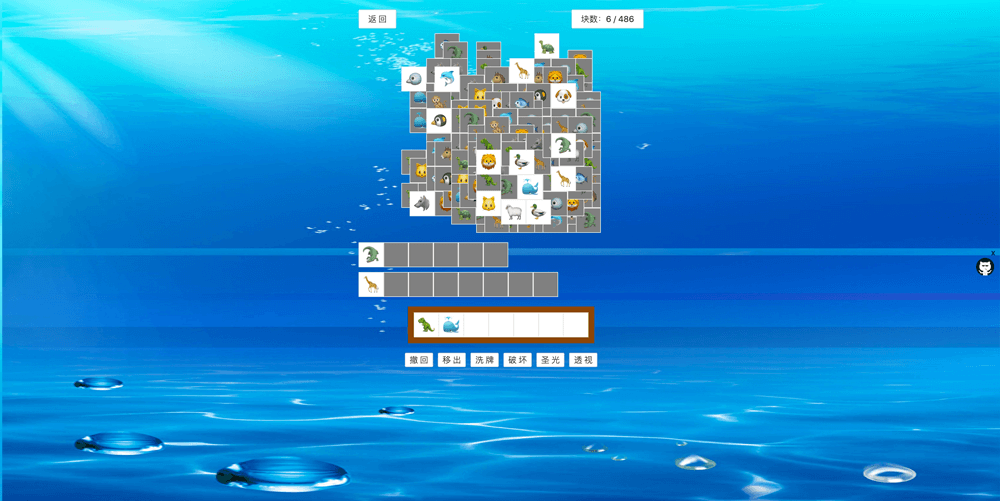 返 回
块数：6 / 486
x
撤 回
移 出
洗 牌
破 坏
圣 光
透 视